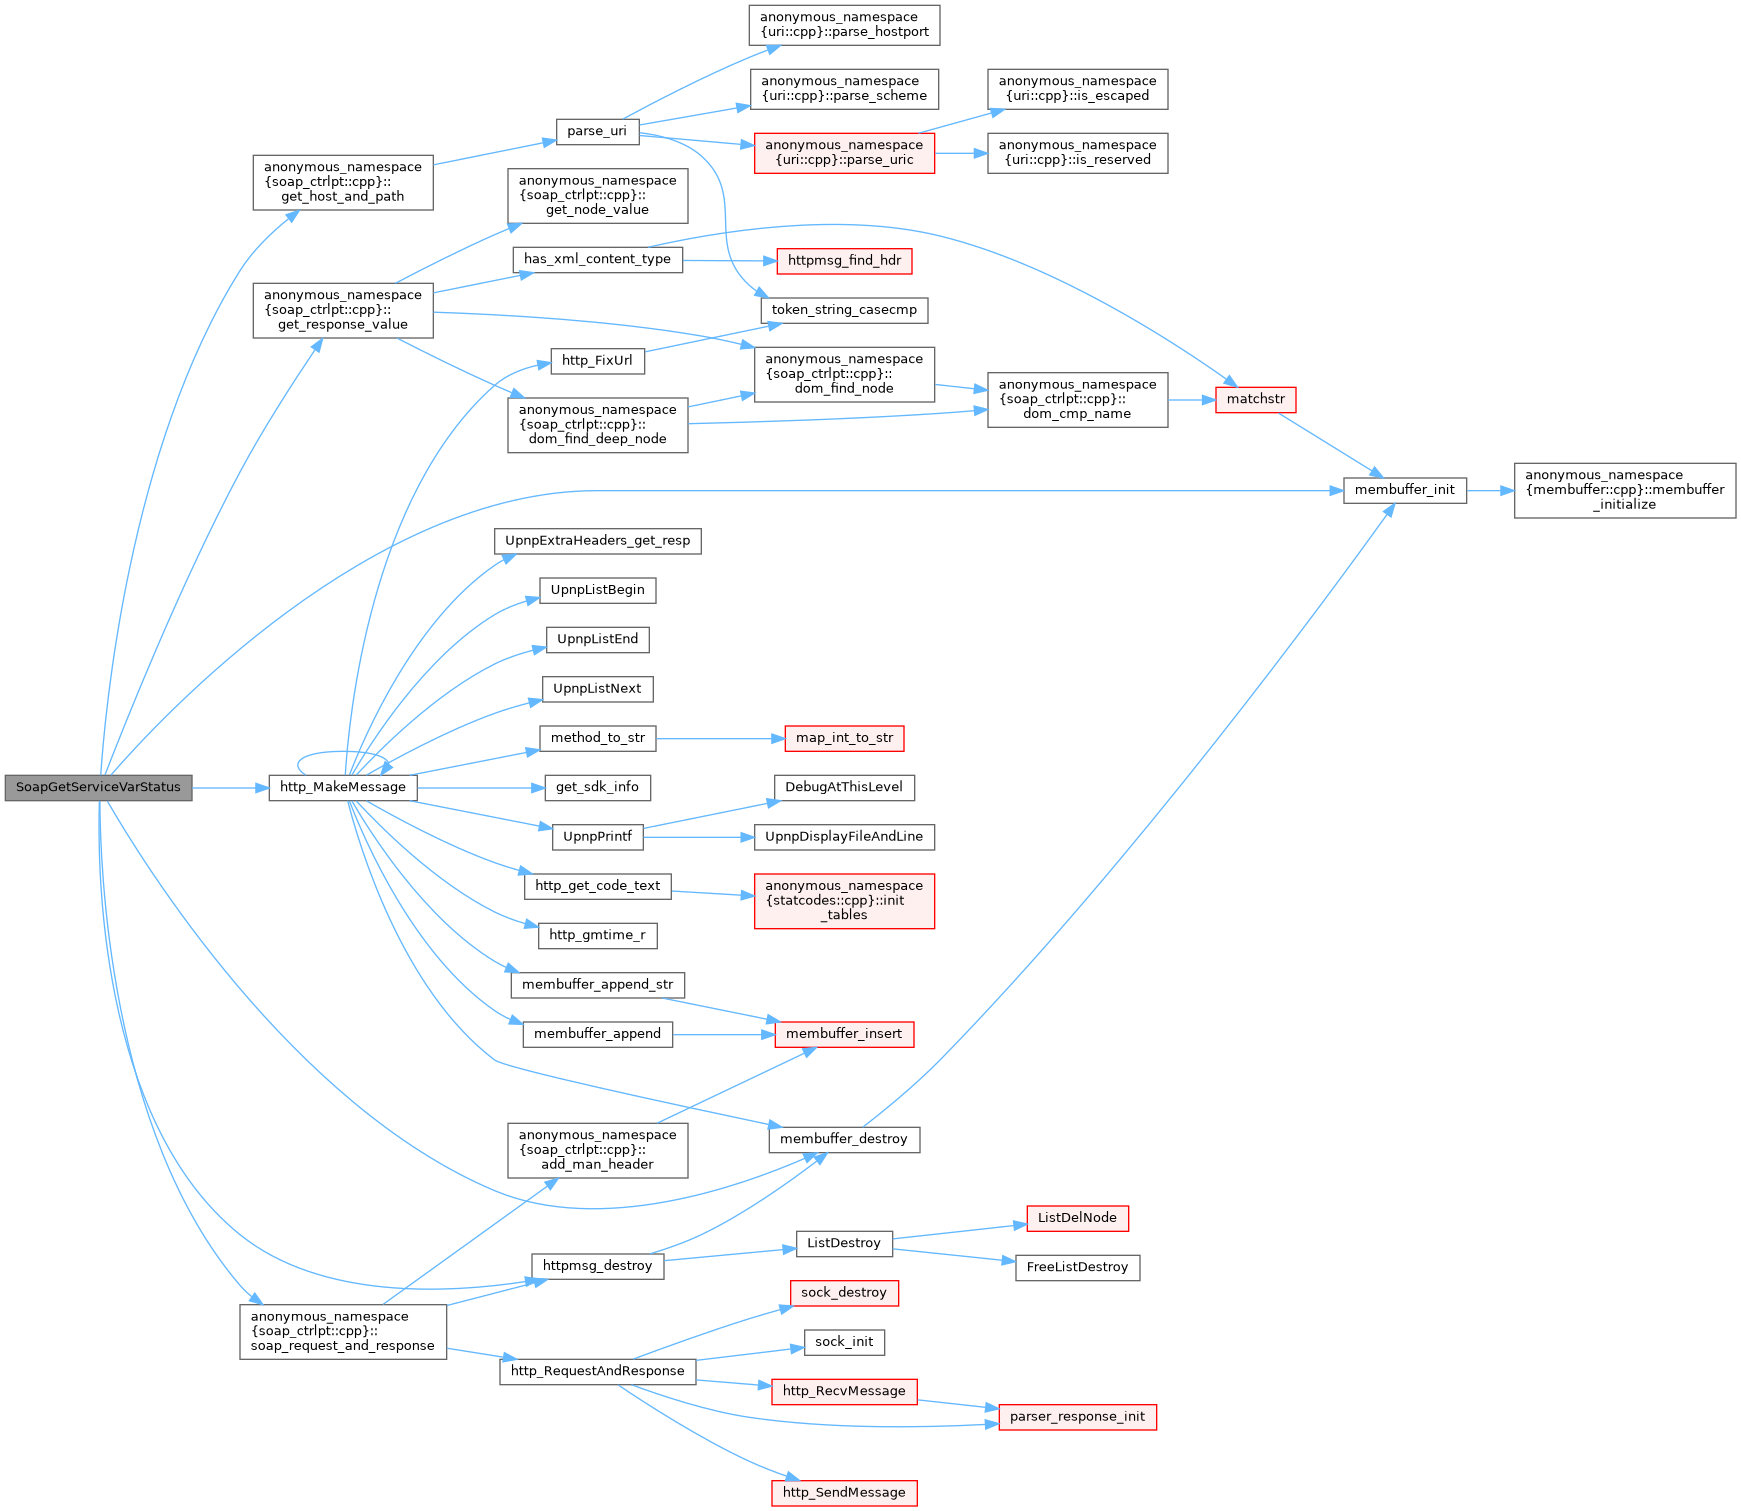 anonymous_namespace
{uri::cpp}::parse_hostport
anonymous_namespace
{uri::cpp}::parse_scheme
anonymous_namespace
{uri::cpp}::is_escaped
parse_uri
anonymous_namespace
{uri::cpp}::parse_uric
anonymous_namespace
{uri::cpp}::is_reserved
anonymous_namespace
{soap_ctrlpt::cpp}::
get_host_and_path
anonymous_namespace
{soap_ctrlpt::cpp}::
get_node_value
has_xml_content_type
httpmsg_find_hdr
anonymous_namespace
{soap_ctrlpt::cpp}::
get_response_value
token_string_casecmp
http_FixUrl
anonymous_namespace
{soap_ctrlpt::cpp}::
dom_find_node
anonymous_namespace
{soap_ctrlpt::cpp}::
dom_cmp_name
matchstr
anonymous_namespace
{soap_ctrlpt::cpp}::
dom_find_deep_node
membuffer_init
anonymous_namespace
{membuffer::cpp}::membuffer
_initialize
UpnpExtraHeaders_get_resp
UpnpListBegin
UpnpListEnd
UpnpListNext
method_to_str
map_int_to_str
SoapGetServiceVarStatus
http_MakeMessage
get_sdk_info
DebugAtThisLevel
UpnpPrintf
UpnpDisplayFileAndLine
http_get_code_text
anonymous_namespace
{statcodes::cpp}::init
_tables
http_gmtime_r
membuffer_append_str
membuffer_append
membuffer_insert
anonymous_namespace
{soap_ctrlpt::cpp}::
add_man_header
membuffer_destroy
ListDelNode
ListDestroy
httpmsg_destroy
FreeListDestroy
sock_destroy
anonymous_namespace
{soap_ctrlpt::cpp}::
soap_request_and_response
sock_init
http_RequestAndResponse
http_RecvMessage
parser_response_init
http_SendMessage